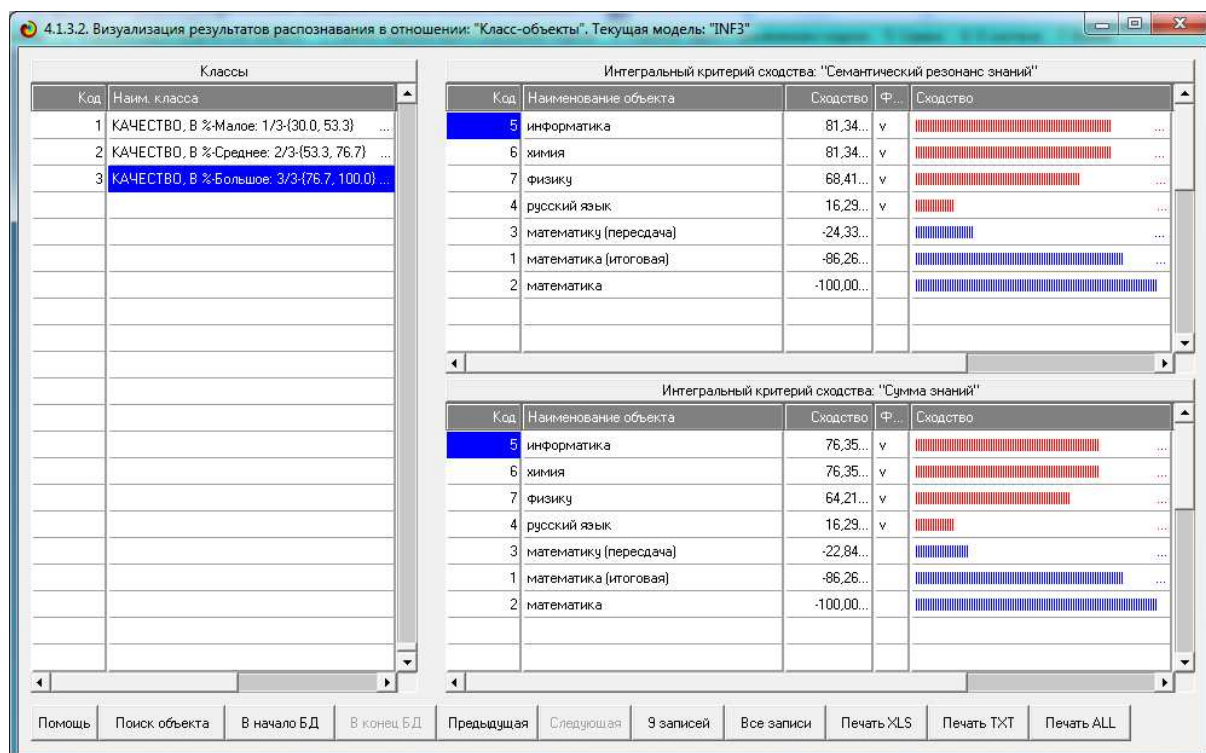 4.1.3.2. Визуализация результатов распознавания в отношении: "Класс-объекты". Текущая модель: "INF3"
Классы
Код Наим. класса
1 КАЧЕСТВО, В %-Малое: 1/3-{30.0, 53.3} ...
2 КАЧЕСТВО, В %-Среднее: 2/3-{53.3, 76.7} ...
3 КАЧЕСТВО, В %-Большое: 3/3-{76.7, 100.0} ...
Интегральный критерий сходства: "Семантический резонанс знаний"
Код Наименование объекта Сходство Ф... Сходство
5 информатика 81,34... v ...
6 химия 81,34... v ...
7 физику 68,41... v ...
4 русский язык 16,29... v ...
3 математику (пересдача) -24,33... ...
1 математика (итоговая) -86,26... ...
2 математика -100,00...
Интегральный критерий сходства: "Сумма знаний"
Код Наименование объекта Сходство Ф... Сходство
5 информатика 76,35... v ...
6 химия 76,35... v ...
7 физику 64,21... v ...
4 русский язык 16,29... v ...
3 математику (пересдача) -22,84... ...
1 математика (итоговая) -86,26... ...
2 математика -100,00...
Помощь Поиск объекта В начало БД В конец БД Предыдущая Следующая 9 записей Все записи Печать XLS Печать TXT Печать ALL